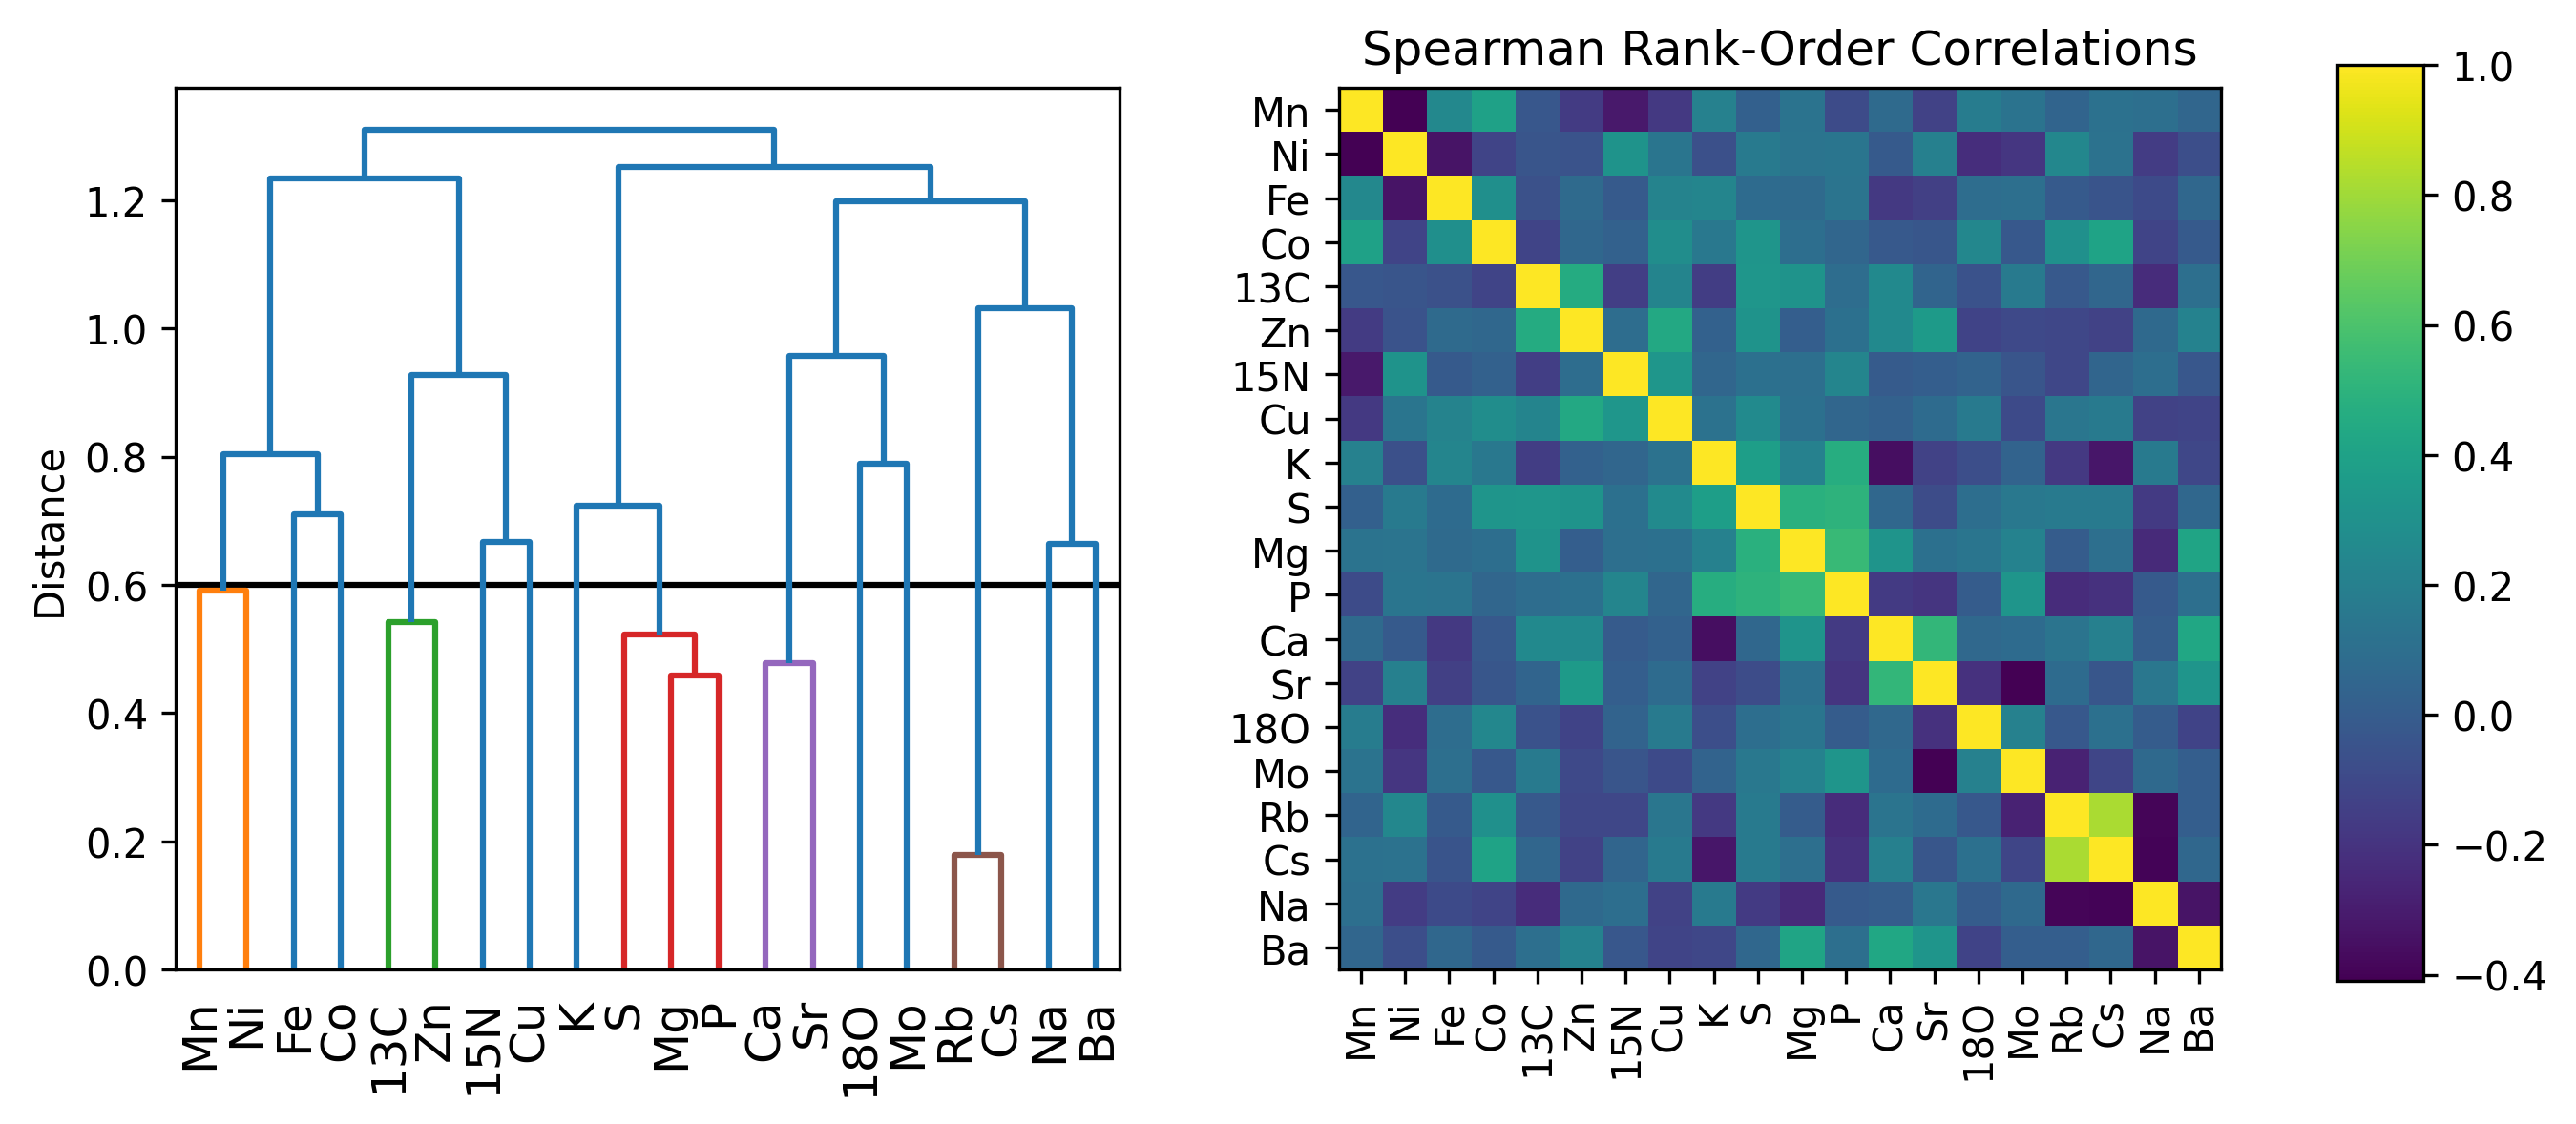 Distance
1.2
1.0
0.8
0.6
0.4
0.2
0.0
Mn
Ni
Fe
Co
13C
Zn
15N
Cu
K
S
Mg
P
Ca
Sr
18O
Mo
Rb
Cs
Na
Ba
Spearman Rank-Order Correlations
Mn
Ni
Fe
Co
13C
Zn
15N
Cu
K
S
Mg
P
Ca
Sr
18O
Mo
Rb
Cs
Na
Ba
Mn
Ni
Fe
Co
13C
Zn
15N
Cu
K
S
Mg
P
Ca
Sr
18O
Mo
Rb
Cs
Na
Ba
1.0
0.8
0.6
0.4
0.2
0.0
−0.2
−0.4